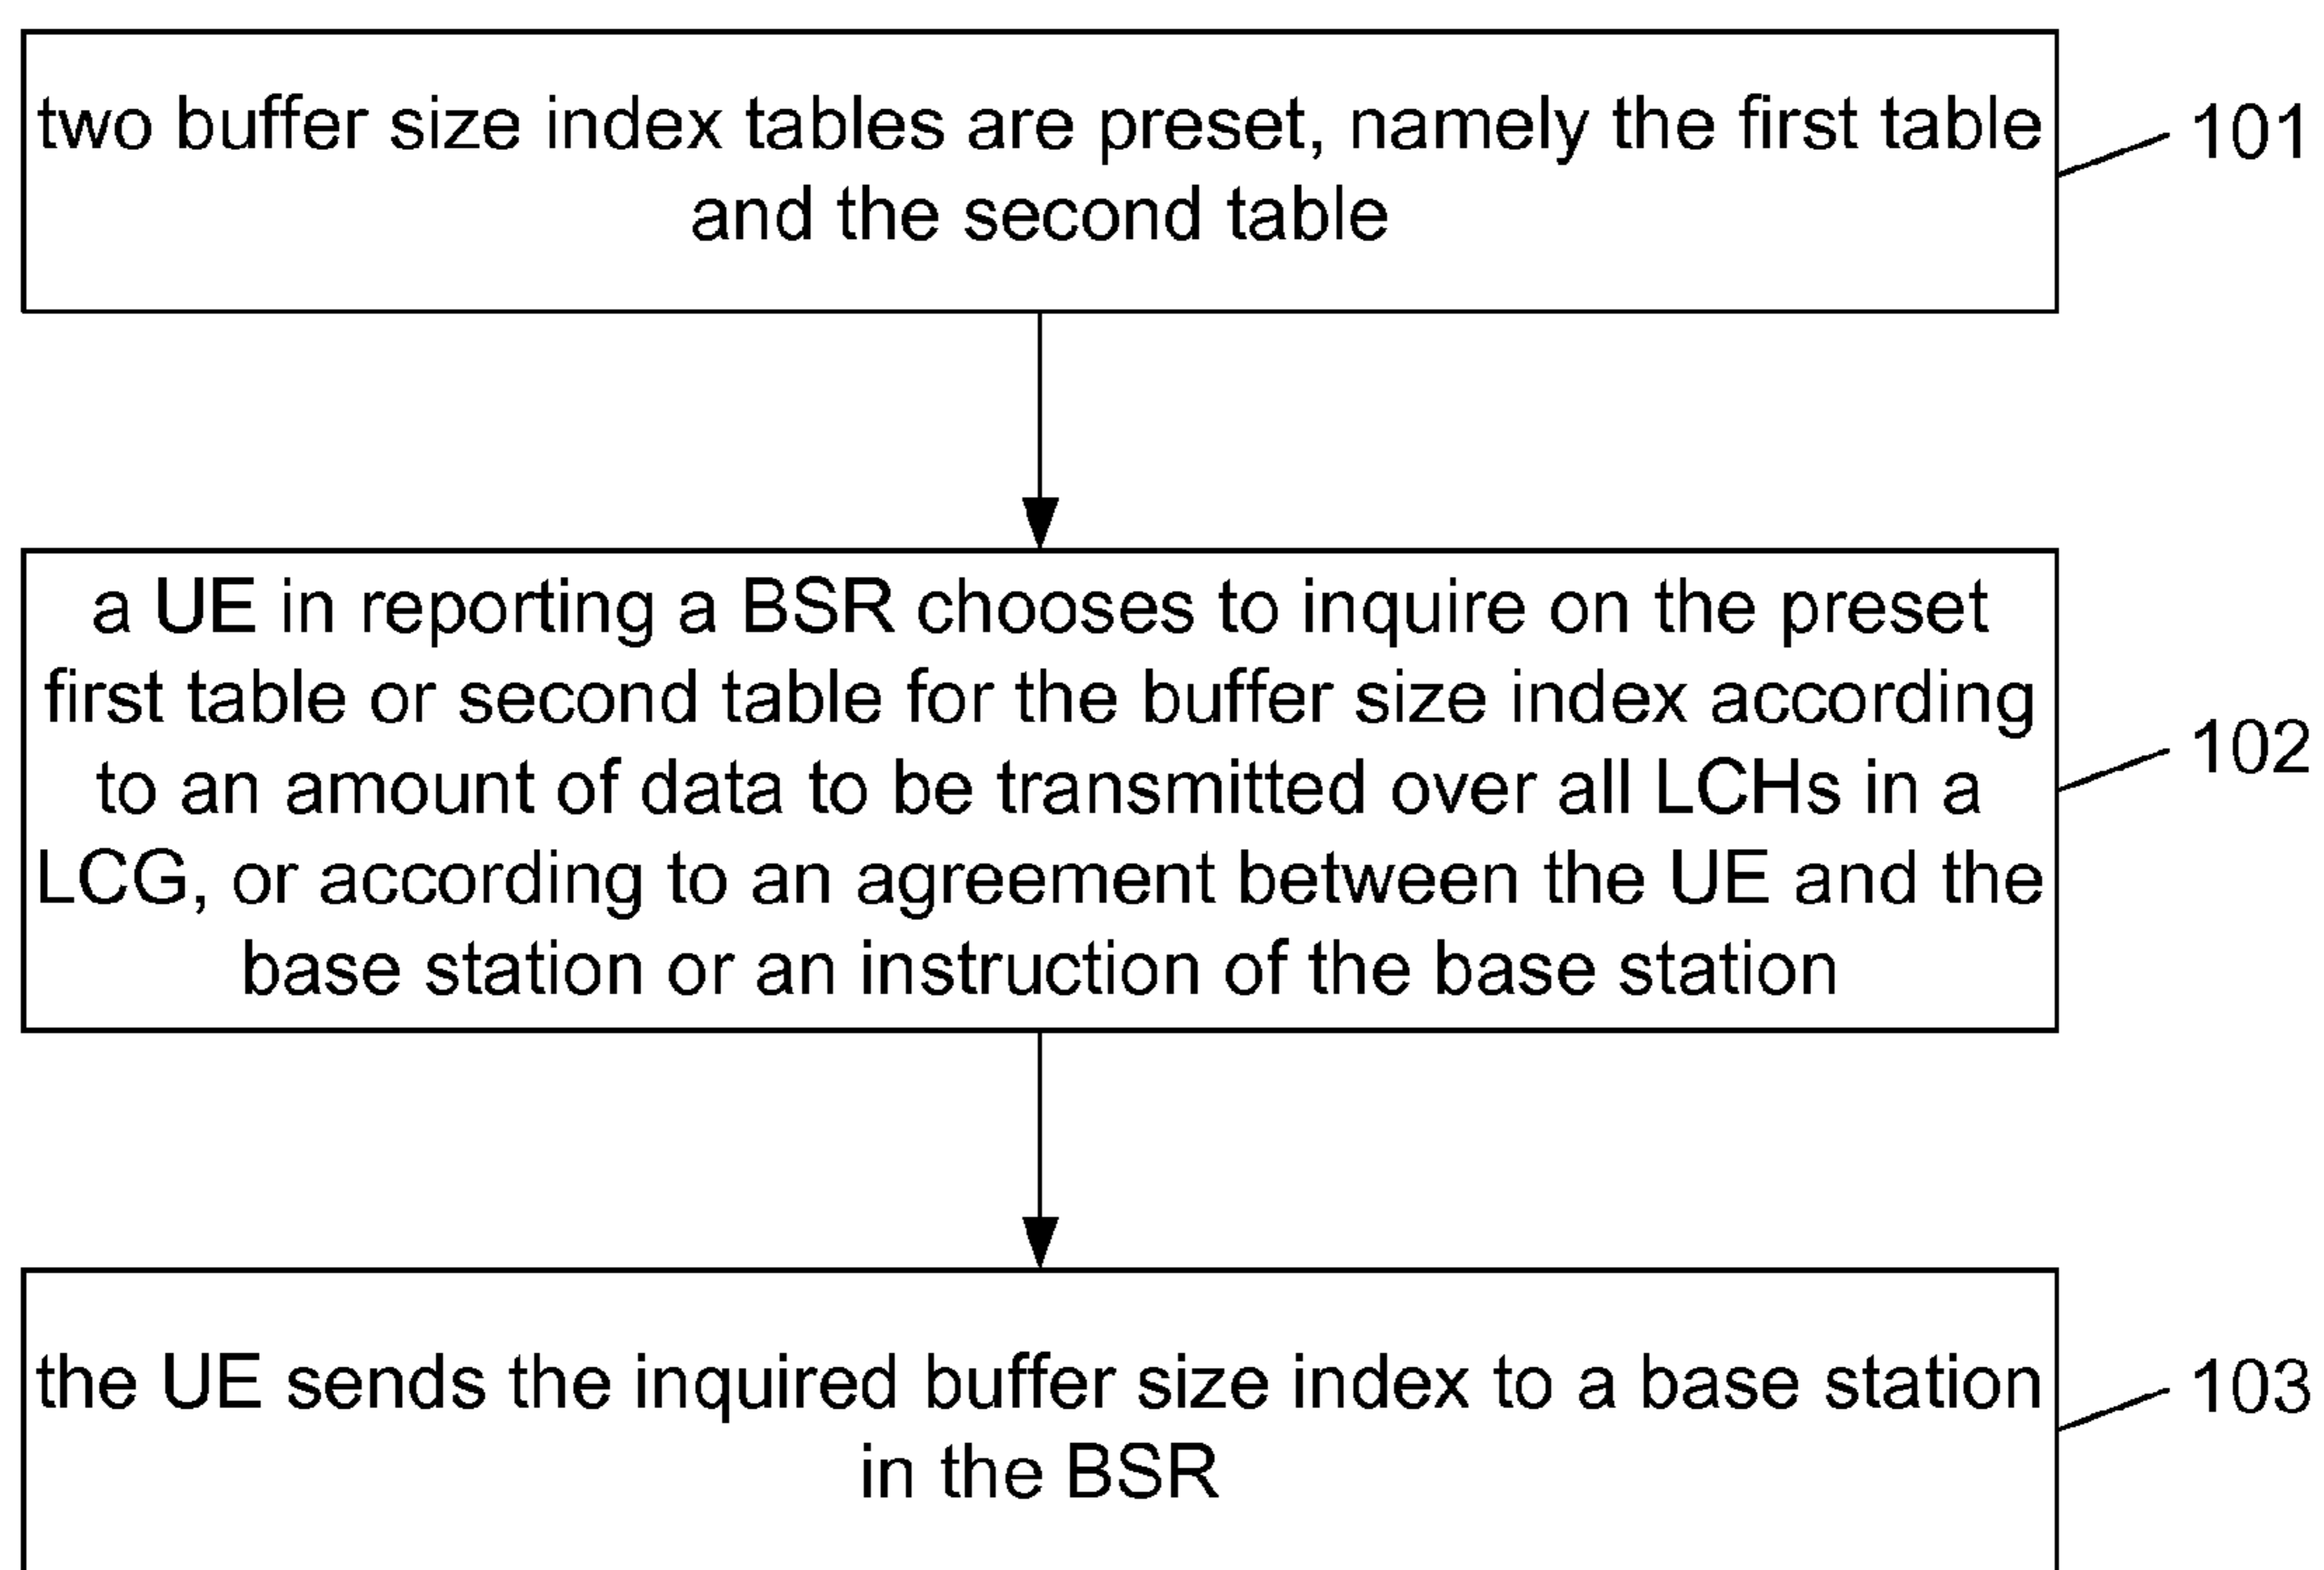 two buffer size index tables are preset, namely the first table
and the second table
101
a UE in reporting a BSR chooses to inquire on the preset
first table or second table for the buffer size index according
to an amount of data to be transmitted over all LCHs in a
LCG, or according to an agreement between the UE and the
base station or an instruction of the base station
102
the UE sends the inquired buffer size index to a base station
in the BSR
103